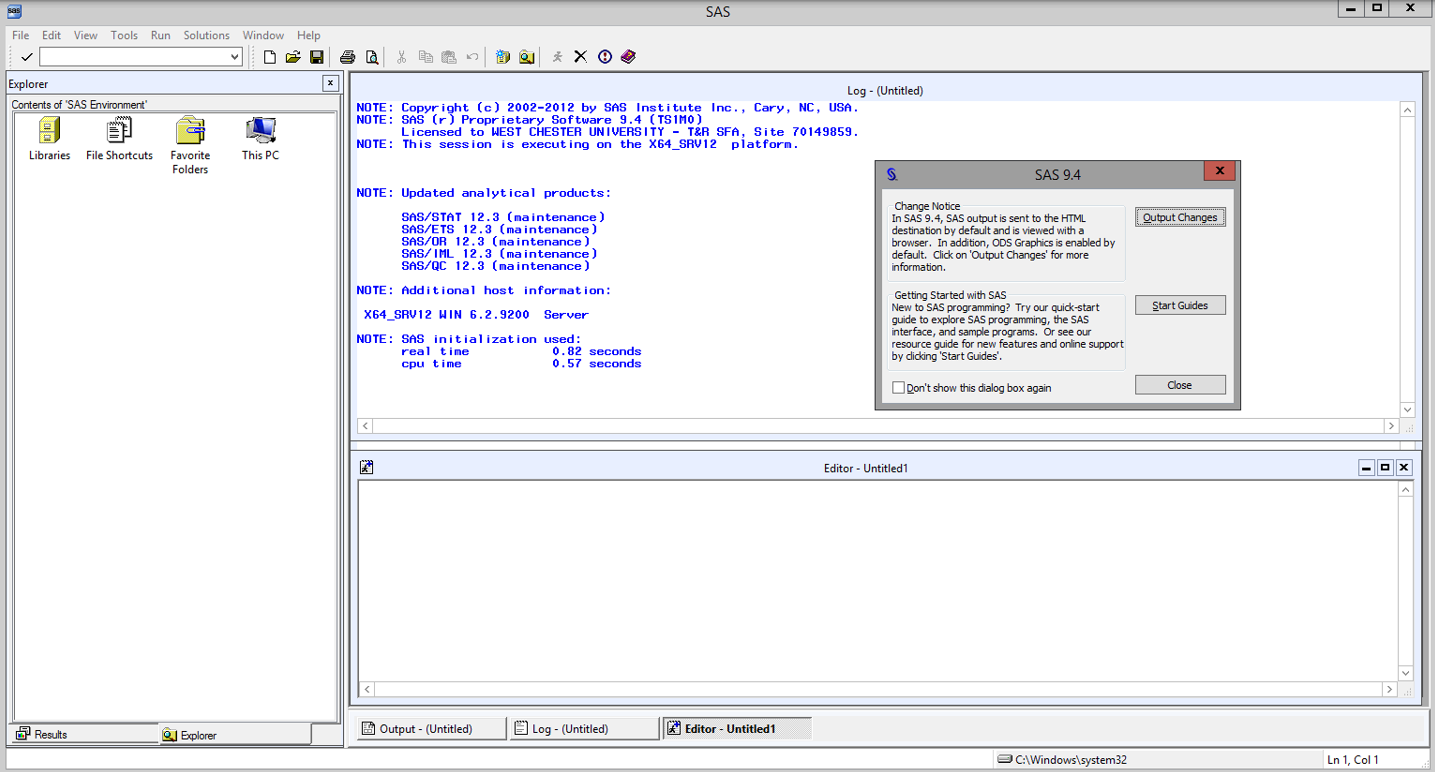 SAS
File Edit View Tools Run Solutions Window Help
Explorer
Contents of 'SAS Environment'
Libraries
File Shortcuts
Favorite
Folders
This PC
Results
Explorer
Log - (Untitled)
NOTE: Copyright (c) 2002-2012 by SAS Institute Inc., Cary, NC, USA.
NOTE: SAS (r) Proprietary Software 9.4 (TS1M0)
Licensed to WEST CHESTER UNIVERSITY - T&R SFA, Site 70149859.
NOTE: This session is executing on the X64_SRV12 platform.
NOTE: Updated analytical products:
SAS/STAT 12.3 (maintenance)
SAS/ETS 12.3 (maintenance)
SAS/OR 12.3 (maintenance)
SAS/IML 12.3 (maintenance)
SAS/QC 12.3 (maintenance)
NOTE: Additional host information:
X64_SRV12 WIN 6.2.9200 Server
NOTE: SAS initialization used:
real time 0.82 seconds
cpu time 0.57 seconds
SAS 9.4
Change Notice
In SAS 9.4, SAS output is sent to the HTML
destination by default and is viewed with a
browser. In addition, ODS Graphics is enabled by
default. Click on 'Output Changes' for more
information.
Output Changes
Getting Started with SAS
New to SAS programming? Try our quick-start
guide to explore SAS programming, the SAS
interface, and sample programs. Or see our
resource guide for new features and online support
by clicking 'Start Guides'.
Start Guides
Don't show this dialog box again
Close
Editor - Untitled1
Output - (Untitled)
Log - (Untitled)
Editor - Untitled1
C:\Windows\system32
Ln 1, Col 1